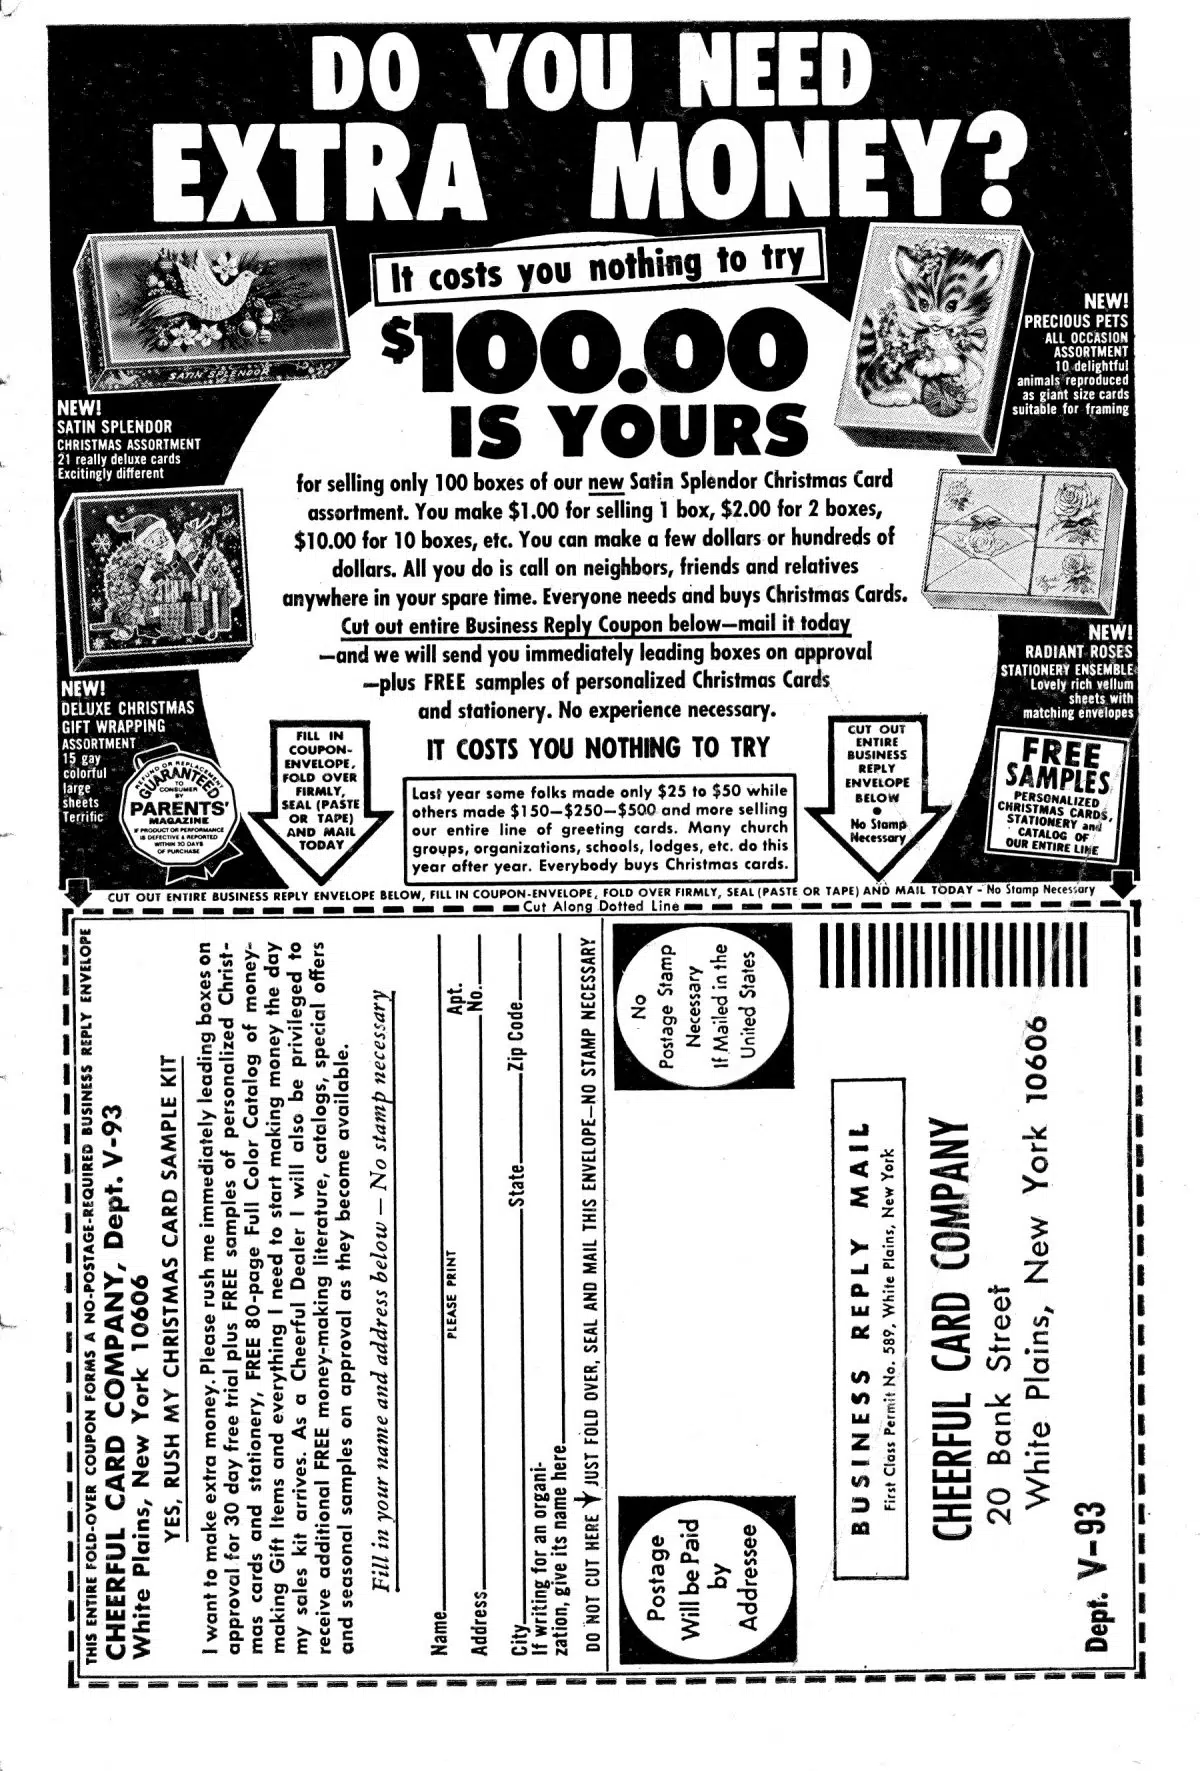 DO YOU NEED
EXTRA MONEY?
It costs you nothing to try
$100.00
IS YOURS
SATIN SPLENDOR
NEW!
SATIN SPLENDOR
CHRISTMAS ASSORTMENT
21 really deluxe cards
Excitingly different
NEW!
PRECIOUS PETS
ALL OCCASION
ASSORTMENT
10 delightful
animals reproduced
as giant size cards
suitable for framing
for selling only 100 boxes of our new Satin Splendor Christmas Card
assortment. You make $1.00 for selling 1 box, $2.00 for 2 boxes,
$10.00 for 10 boxes, etc. You can make a few dollars or hundreds of
dollars. All you do is call on neighbors, friends and relatives
anywhere in your spare time. Everyone needs and buys Christmas Cards.
Cut out entire Business Reply Coupon below—mail it today
—and we will send you immediately leading boxes on approval
—plus FREE samples of personalized Christmas Cards
and stationery. No experience necessary.
IT COSTS YOU NOTHING TO TRY
NEW!
DELUXE CHRISTMAS
GIFT WRAPPING
ASSORTMENT
15 gay
colorful
large
sheets
Terrific
NEW!
RADIANT ROSES
STATIONERY ENSEMBLE
Lovely rich vellum
sheets with
matching envelopes
REFUND OR REPLACEMENT
GUARANTEED
TO
CONSUMER
BY
PARENTS'
MAGAZINE
IF PRODUCT OR PERFORMANCE
IS DEFECTIVE & REPORTED
WITHIN 30 DAYS
OF PURCHASE
FILL IN
COUPON-
ENVELOPE,
FOLD OVER
FIRMLY,
SEAL (PASTE
OR TAPE)
AND MAIL
TODAY
Last year some folks made only $25 to $50 while
others made $150—$250—$500 and more selling
our entire line of greeting cards. Many church
groups, organizations, schools, lodges, etc. do this
year after year. Everybody buys Christmas cards.
CUT OUT
ENTIRE
BUSINESS
REPLY
ENVELOPE
BELOW
•
No Stamp
Necessary
FREE
SAMPLES
PERSONALIZED
CHRISTMAS CARDS,
STATIONERY and
CATALOG OF
OUR ENTIRE LINE
CUT OUT ENTIRE BUSINESS REPLY ENVELOPE BELOW, FILL IN COUPON-ENVELOPE, FOLD OVER FIRMLY, SEAL (PASTE OR TAPE) AND MAIL TODAY - No Stamp Necessary
Cut Along Dotted Line
THIS ENTIRE FOLD-OVER COUPON FORMS A NO-POSTAGE-REQUIRED BUSINESS REPLY ENVELOPE
CHEERFUL CARD COMPANY, Dept. V-93
White Plains, New York 10606
YES, RUSH MY CHRISTMAS CARD SAMPLE KIT
I want to make extra money. Please rush me immediately leading boxes on
approval for 30 day free trial plus FREE samples of personalized Christ-
mas cards and stationery, FREE 80-page Full Color Catalog of money-
making Gift Items and everything I need to start making money the day
my sales kit arrives. As a Cheerful Dealer I will also be privileged to
receive additional FREE money-making literature, catalogs, special offers
and seasonal samples on approval as they become available.
Fill in your name and address below — No stamp necessary
Name
PLEASE PRINT
Address Apt. No.
City State Zip Code
If writing for an organi-
zation, give its name here
DO NOT CUT HERE JUST FOLD OVER, SEAL AND MAIL THIS ENVELOPE—NO STAMP NECESSARY
No
Postage Stamp
Necessary
If Mailed in the
United States
Postage
Will be Paid
by
Addressee
BUSINESS REPLY MAIL
First Class Permit No. 589, White Plains, New York
CHEERFUL CARD COMPANY
20 Bank Street
White Plains, New York 10606
Dept. V-93